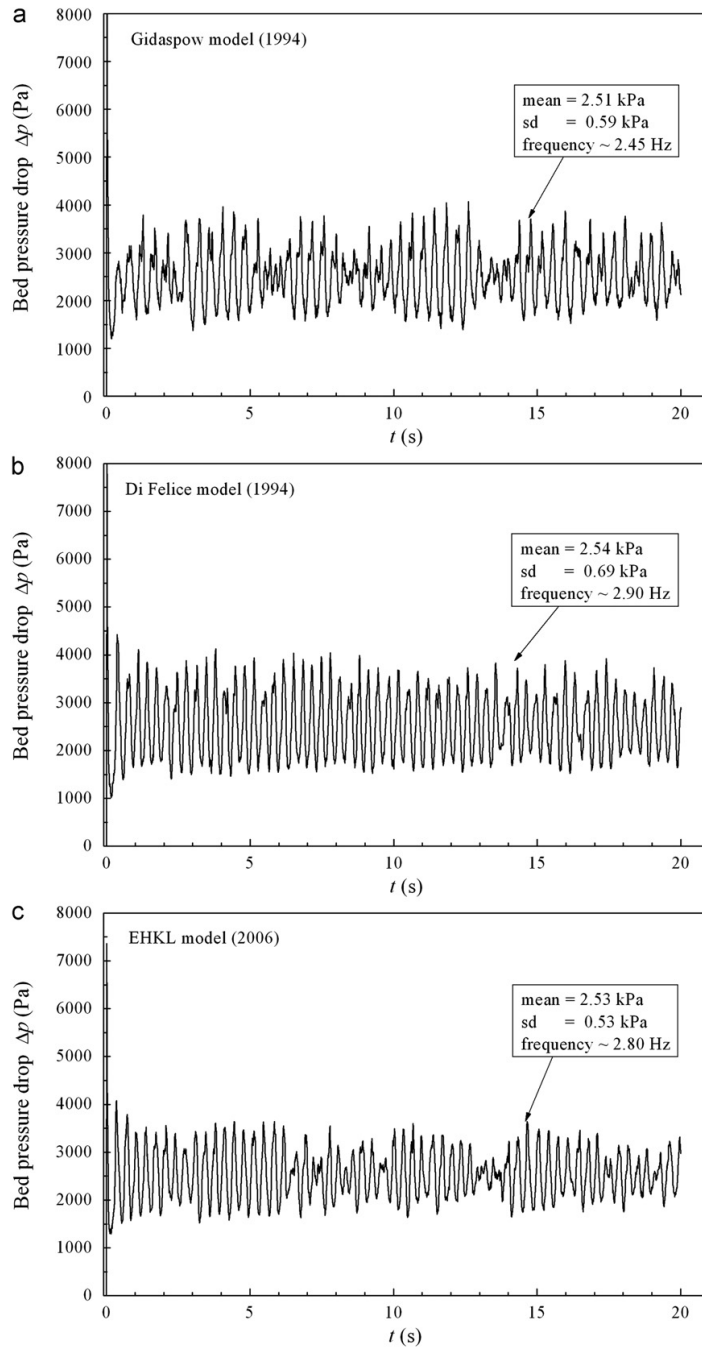 a
8000
Gidaspow model (1994)
7000
mean = 2.51 kPa
6000
sd = 0.59 kPa
frequency ~ 2.45 Hz
5000
Bed pressure drop Δp (Pa)
4000
3000
2000
1000
0
0 5 10 15 20
t (s)
b
8000
Di Felice model (1994)
7000
mean = 2.54 kPa
6000
sd = 0.69 kPa
frequency ~ 2.90 Hz
5000
Bed pressure drop Δp (Pa)
4000
3000
2000
1000
0
0 5 10 15 20
t (s)
c
8000
EHKL model (2006)
7000
mean = 2.53 kPa
6000
sd = 0.53 kPa
frequency ~ 2.80 Hz
5000
Bed pressure drop Δp (Pa)
4000
3000
2000
1000
0
0 5 10 15 20
t (s)